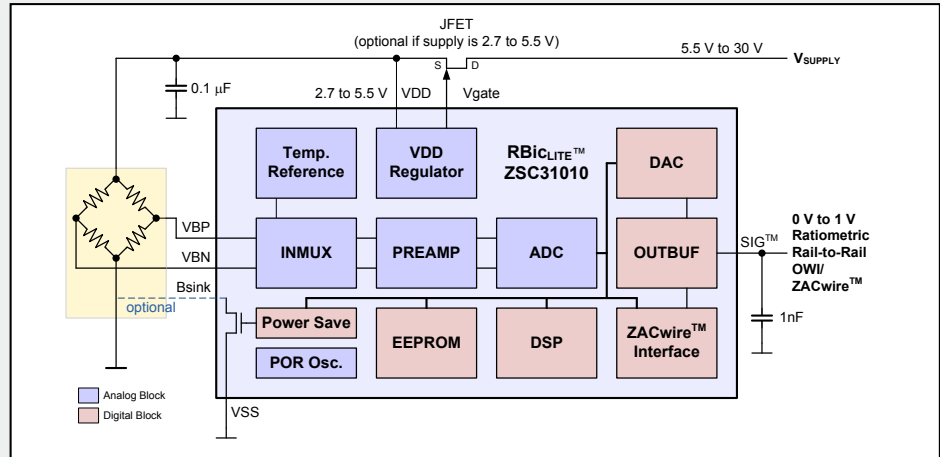 JFET
(optional if supply is 2.7 to 5.5 V)
5.5 V to 30 V
VSUPPLY
S
D
0.1 µF
2.7 to 5.5 V
VDD
Vgate
Temp.
Reference
VDD
Regulator
RBicLITE™
ZSC31010
DAC
VBP
VBN
INMUX
PREAMP
ADC
OUTBUF
SIG™
0 V to 1 V
Ratiometric
Rail-to-Rail
OWI/
ZACwire™
Bsink
optional
Power Save
POR Osc.
EEPROM
DSP
ZACwire™
Interface
1nF
Analog Block
Digital Block
VSS